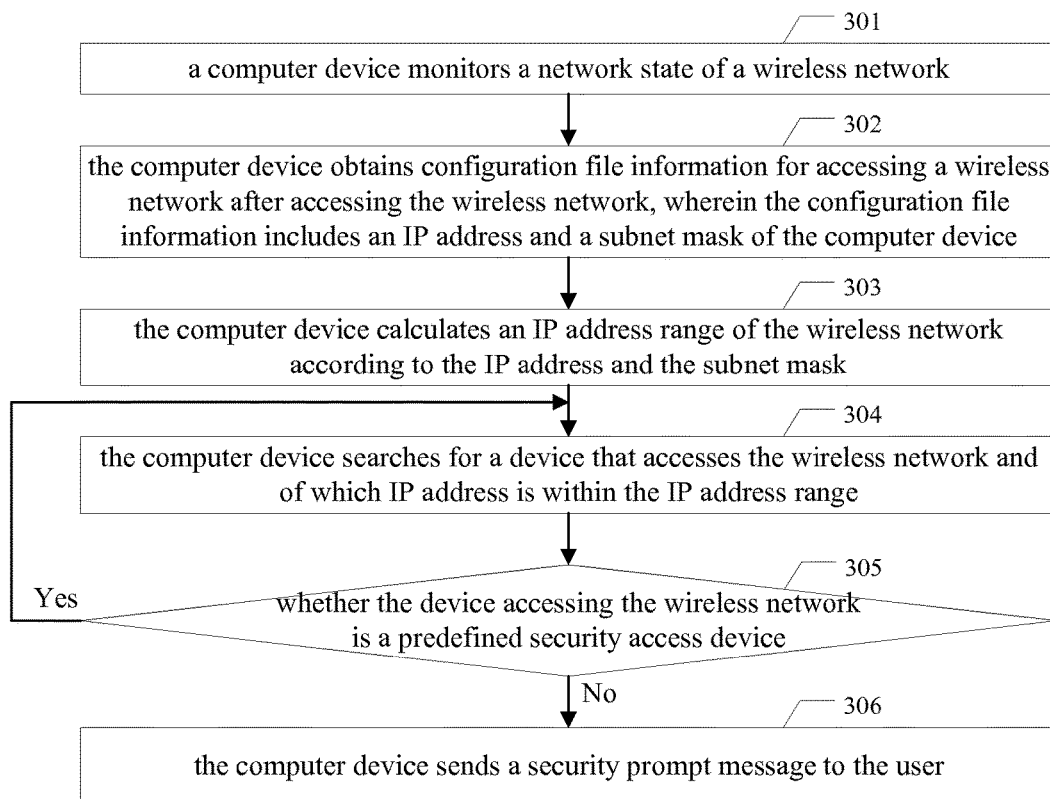 301
a computer device monitors a network state of a wireless network
302
the computer device obtains configuration file information for accessing a wireless
network after accessing the wireless network, wherein the configuration file
information includes an IP address and a subnet mask of the computer device
303
the computer device calculates an IP address range of the wireless network
according to the IP address and the subnet mask
304
the computer device searches for a device that accesses the wireless network and
of which IP address is within the IP address range
305
Yes
whether the device accessing the wireless network
is a predefined security access device
No
306
the computer device sends a security prompt message to the user